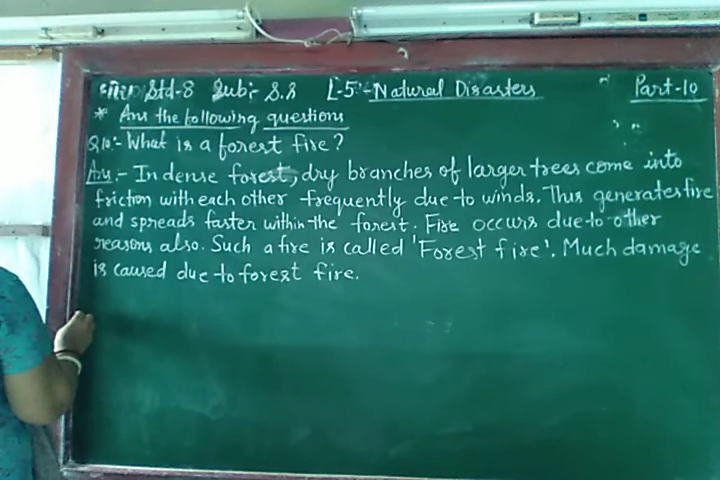 Std-8 Sub:- S.S L-5:- Natural Disasters Part-10
* Ans the following questions
Q10:- What is a forest fire?
Ans:- In dense forest, dry branches of larger trees come into
friction with each other frequently due to winds. This generates fire
and spreads faster within the forest. Fire occurs due to other
reasons also. Such a fire is called 'Forest fire'. Much damage
is caused due to forest fire.